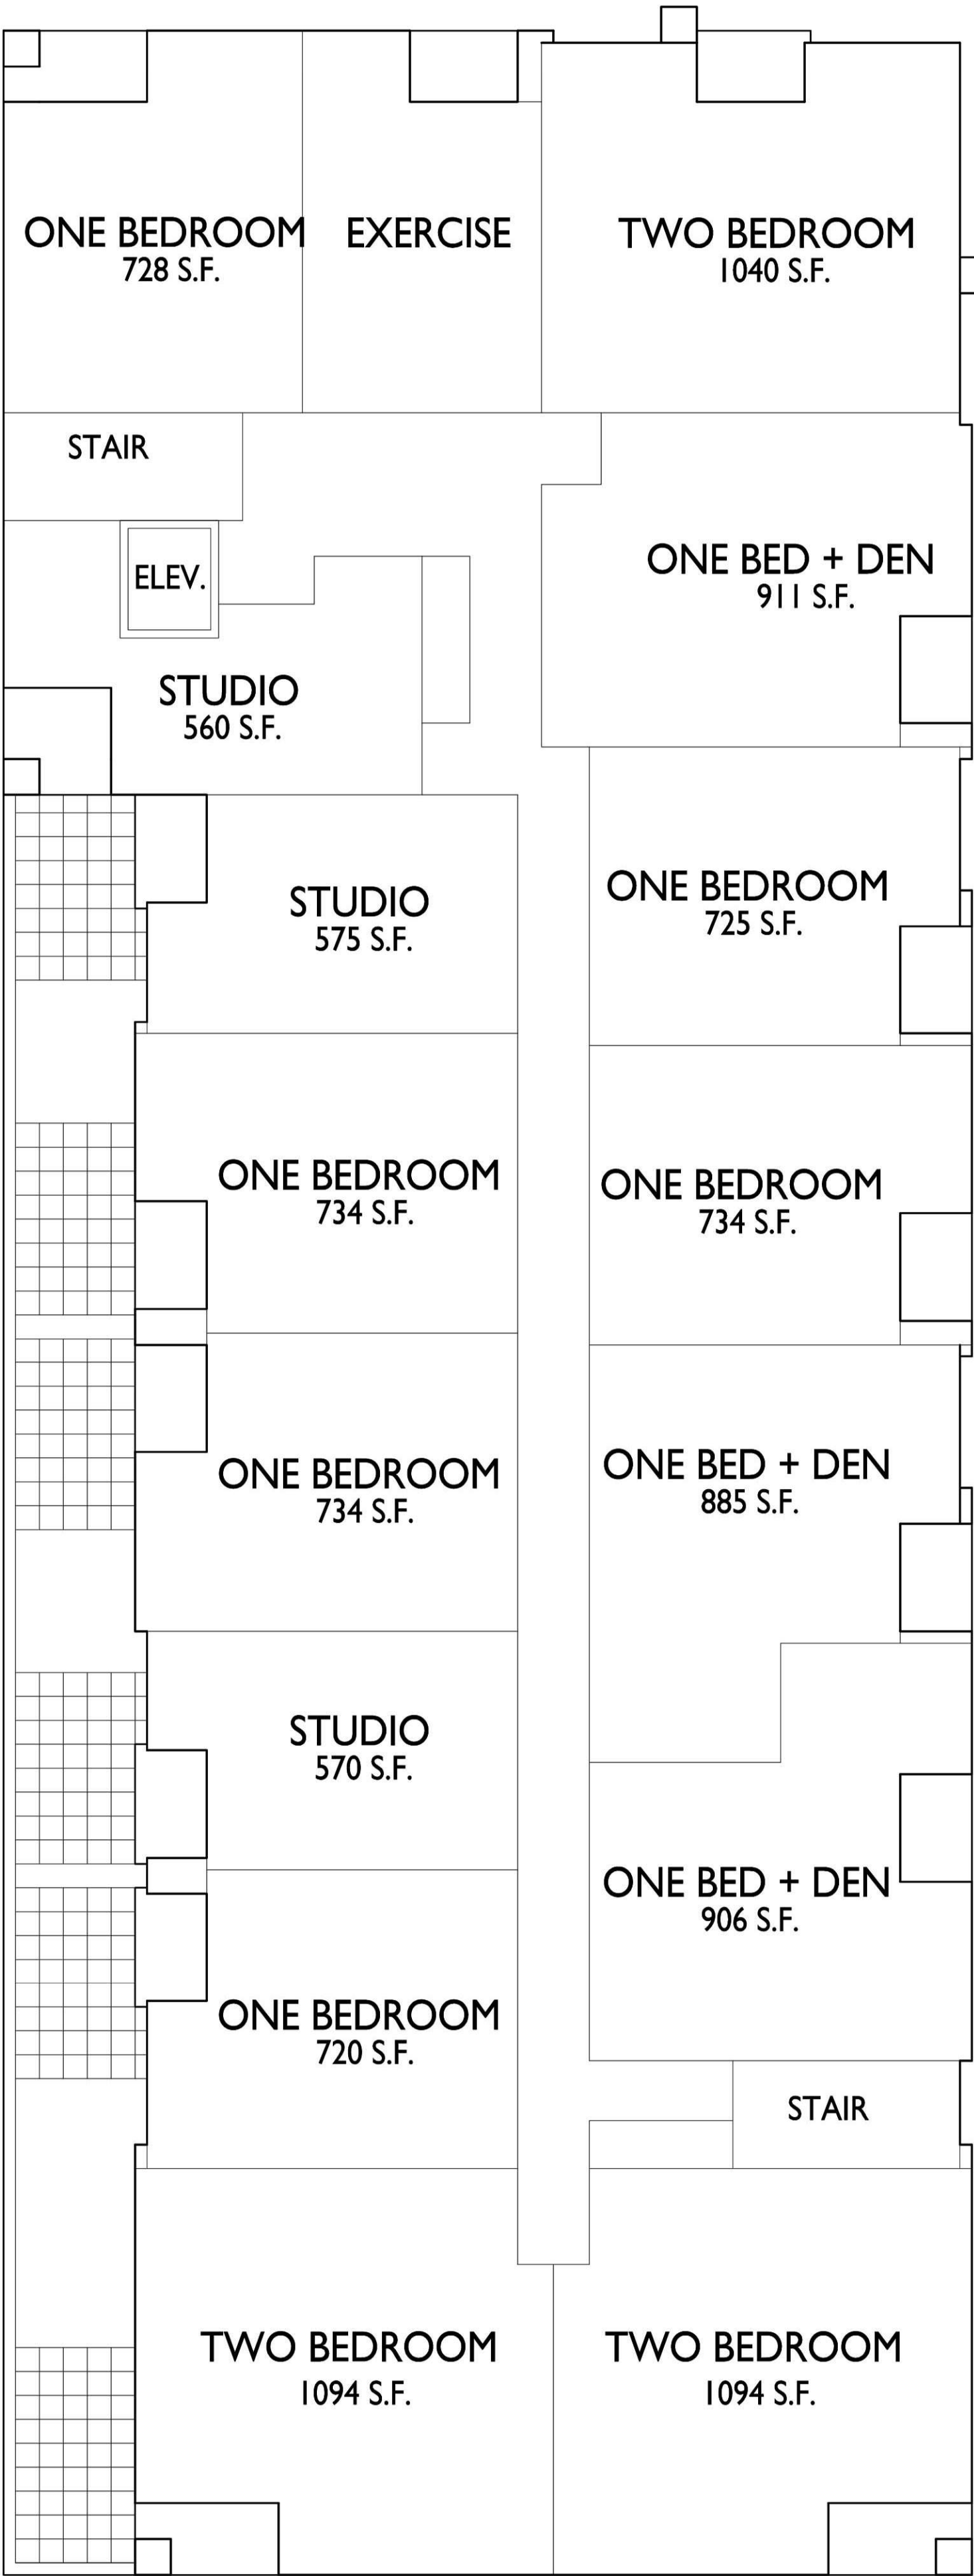 ONE BEDROOM
728 S.F.
EXERCISE
TWO BEDROOM
1040 S.F.
STAIR
ELEV.
ONE BED + DEN
911 S.F.
STUDIO
560 S.F.
STUDIO
575 S.F.
ONE BEDROOM
725 S.F.
ONE BEDROOM
734 S.F.
ONE BEDROOM
734 S.F.
ONE BEDROOM
734 S.F.
ONE BED + DEN
885 S.F.
STUDIO
570 S.F.
ONE BED + DEN
906 S.F.
ONE BEDROOM
720 S.F.
STAIR
TWO BEDROOM
1094 S.F.
TWO BEDROOM
1094 S.F.